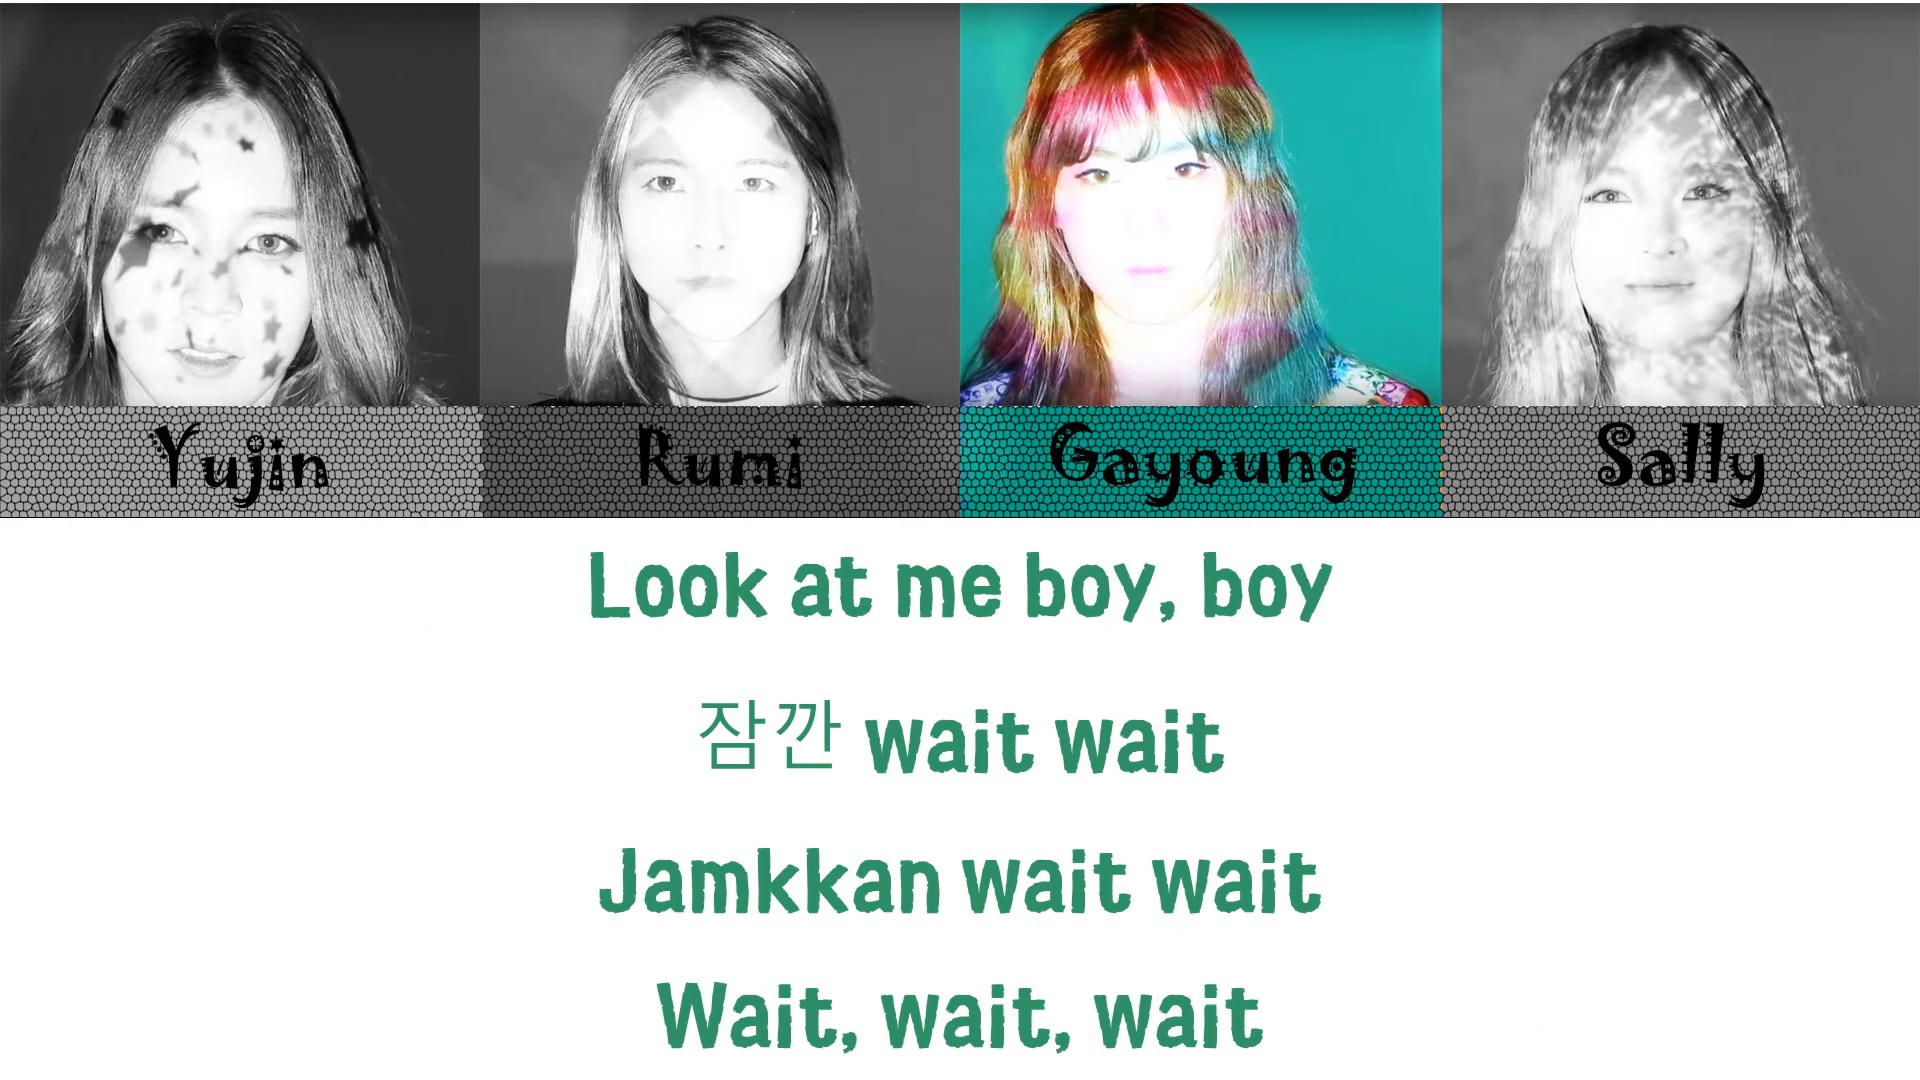 Yujin Rumi Gayoung Sally
Look at me boy, boy
잠깐 wait wait
Jamkkan wait wait
Wait, wait, wait